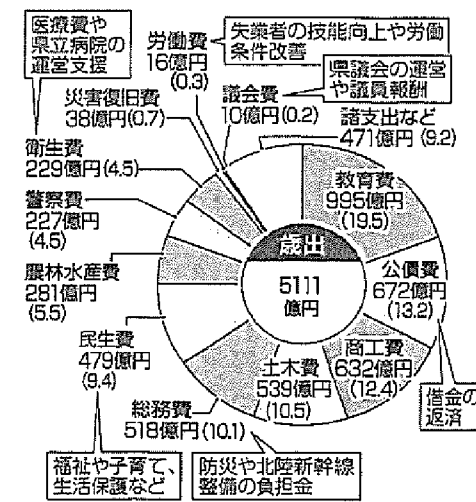 医療費や
県立病院の
運営支援
労働費
16億円
(0.3)
失業者の技能向上や労働
条件改善
県議会の運営
や議員報酬
災害復旧費
38億円(0.7)
議会費
10億円(0.2)
諸支出など
471億円(9.2)
衛生費
229億円(4.5)
教育費
995億円
(19.5)
警察費
227億円
(4.5)
歳出
5111
億円
農林水産費
281億円
(5.5)
公債費
672億円
(13.2)
民生費
479億円
(9.4)
土木費
539億円
(10.5)
商工費
632億円
(12.4)
借金の
返済
総務費
518億円(10.1)
福祉や子育て、
生活保護など
防災や北陸新幹線
整備の負担金